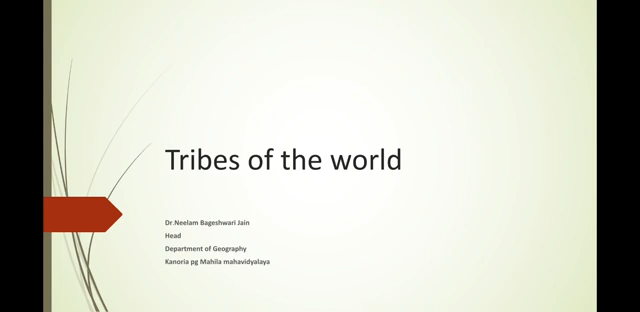 Tribes of the world
Dr.Neelam Bageshwari Jain
Head
Department of Geography
Kanoria pg Mahila mahavidyalaya